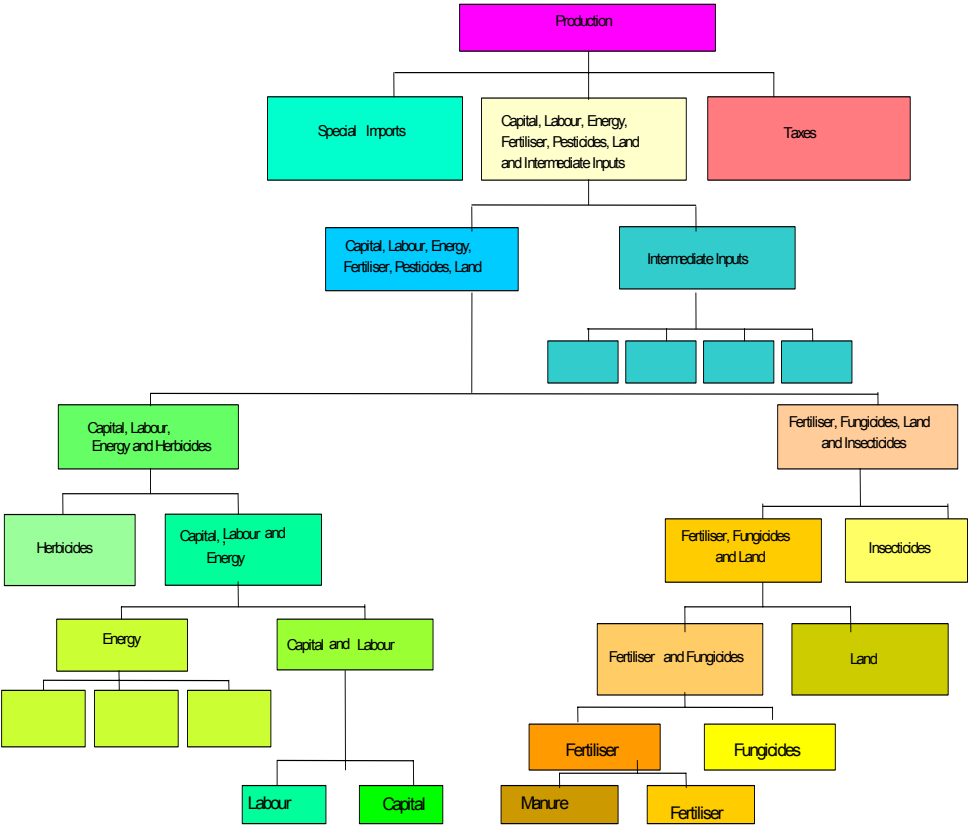 Production
Special Imports
Capital, Labour, Energy,
Fertiliser, Pesticides, Land
and Intermediate Inputs
Taxes
Capital, Labour, Energy,
Fertiliser, Pesticides, Land
Intermediate Inputs
Capital, Labour,
Energy and Herbicides
Fertiliser, Fungicides, Land
and Insecticides
Herbicides
Capital, Labour and
Energy
Fertiliser, Fungicides
and Land
Insecticides
Energy
Capital and Labour
Fertiliser and Fungicides
Land
Fertiliser
Fungicides
Labour
Capital
Manure
Fertiliser